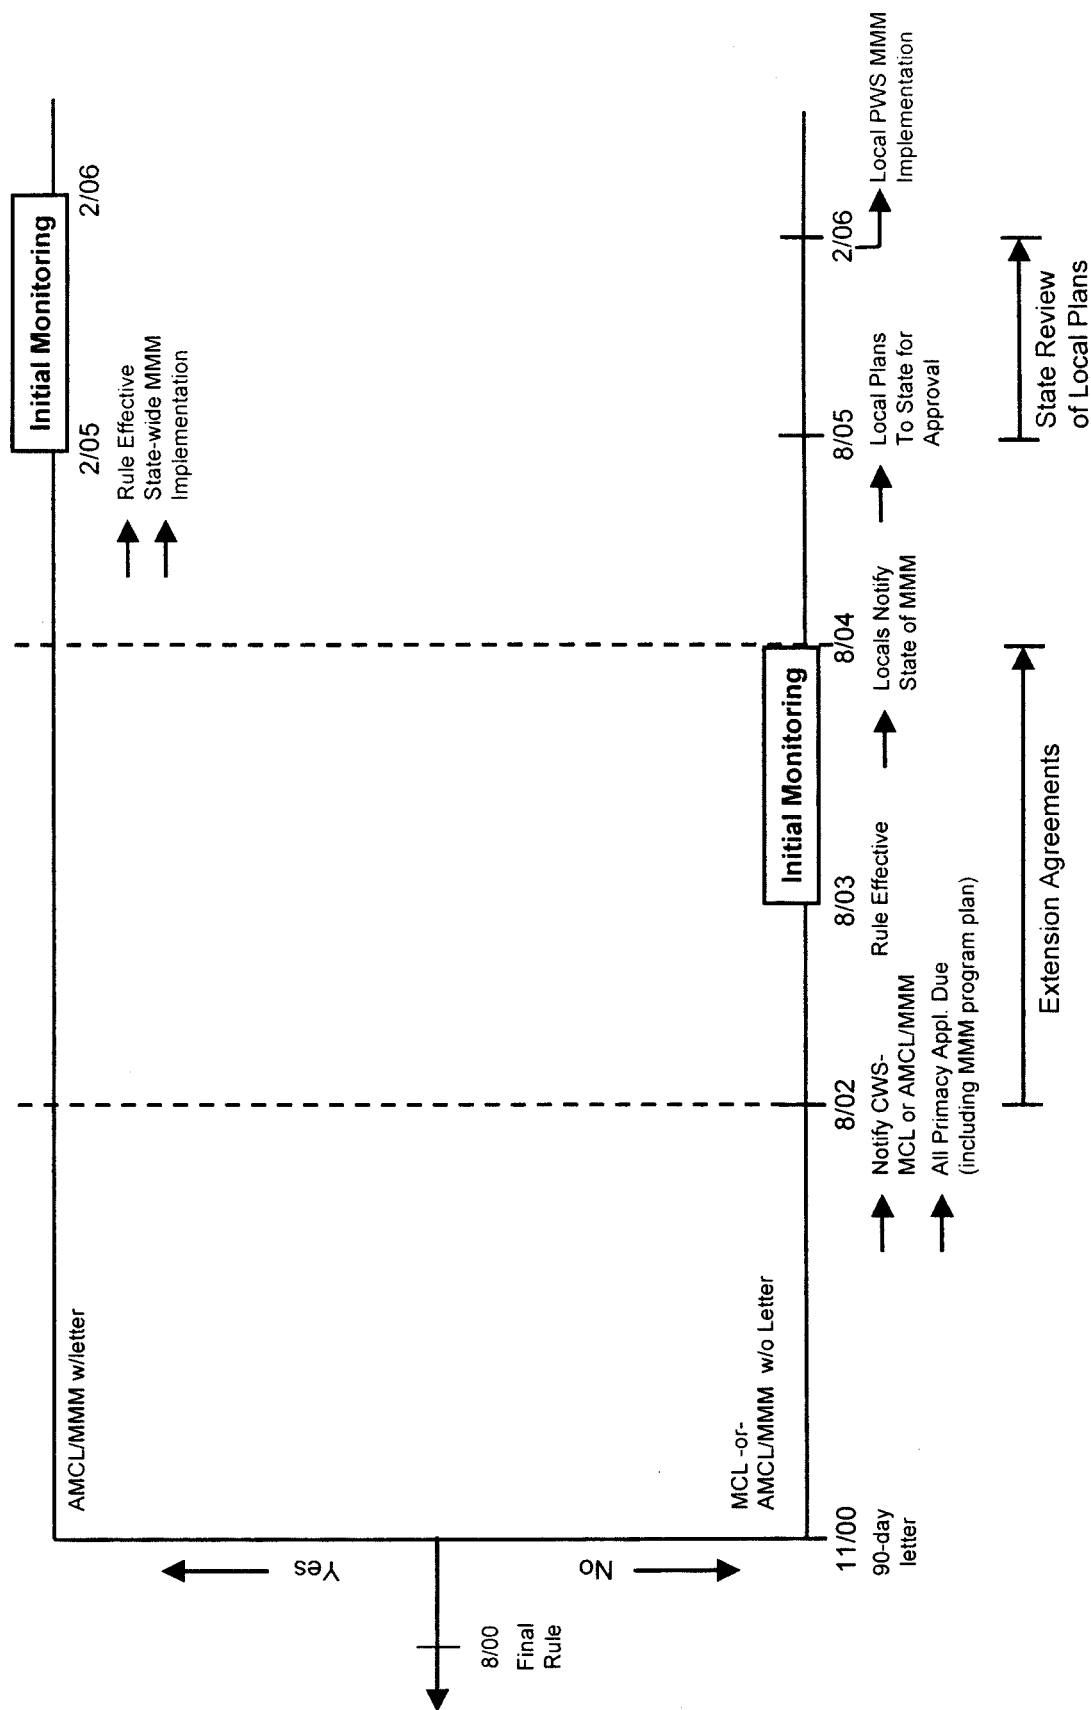 AMCL/MMM w/letter
Initial Monitoring
2/05
2/06
Rule Effective
State-wide MMM
Implementation
Yes
No
8/00
Final
Rule
MCL -or-
AMCL/MMM w/o Letter
Initial Monitoring
11/00
90-day
letter
8/02
Notify CWS-
MCL or AMCL/MMM
All Primacy Appl. Due
(including MMM program plan)
8/03
Rule Effective
8/04
Locals Notify
State of MMM
8/05
Local Plans
To State for
Approval
2/06
Local PWS MMM
Implementation
Extension Agreements
State Review
of Local Plans